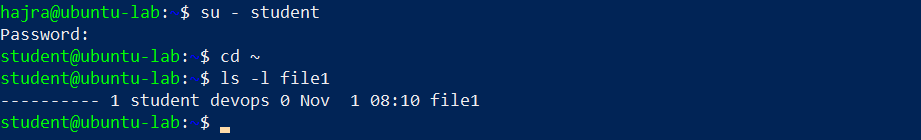 hajra@ubuntu-lab:~$ su - student
Password:
student@ubuntu-lab:~$ cd ~
student@ubuntu-lab:~$ ls -l file1
---------- 1 student devops 0 Nov  1 08:10 file1
student@ubuntu-lab:~$